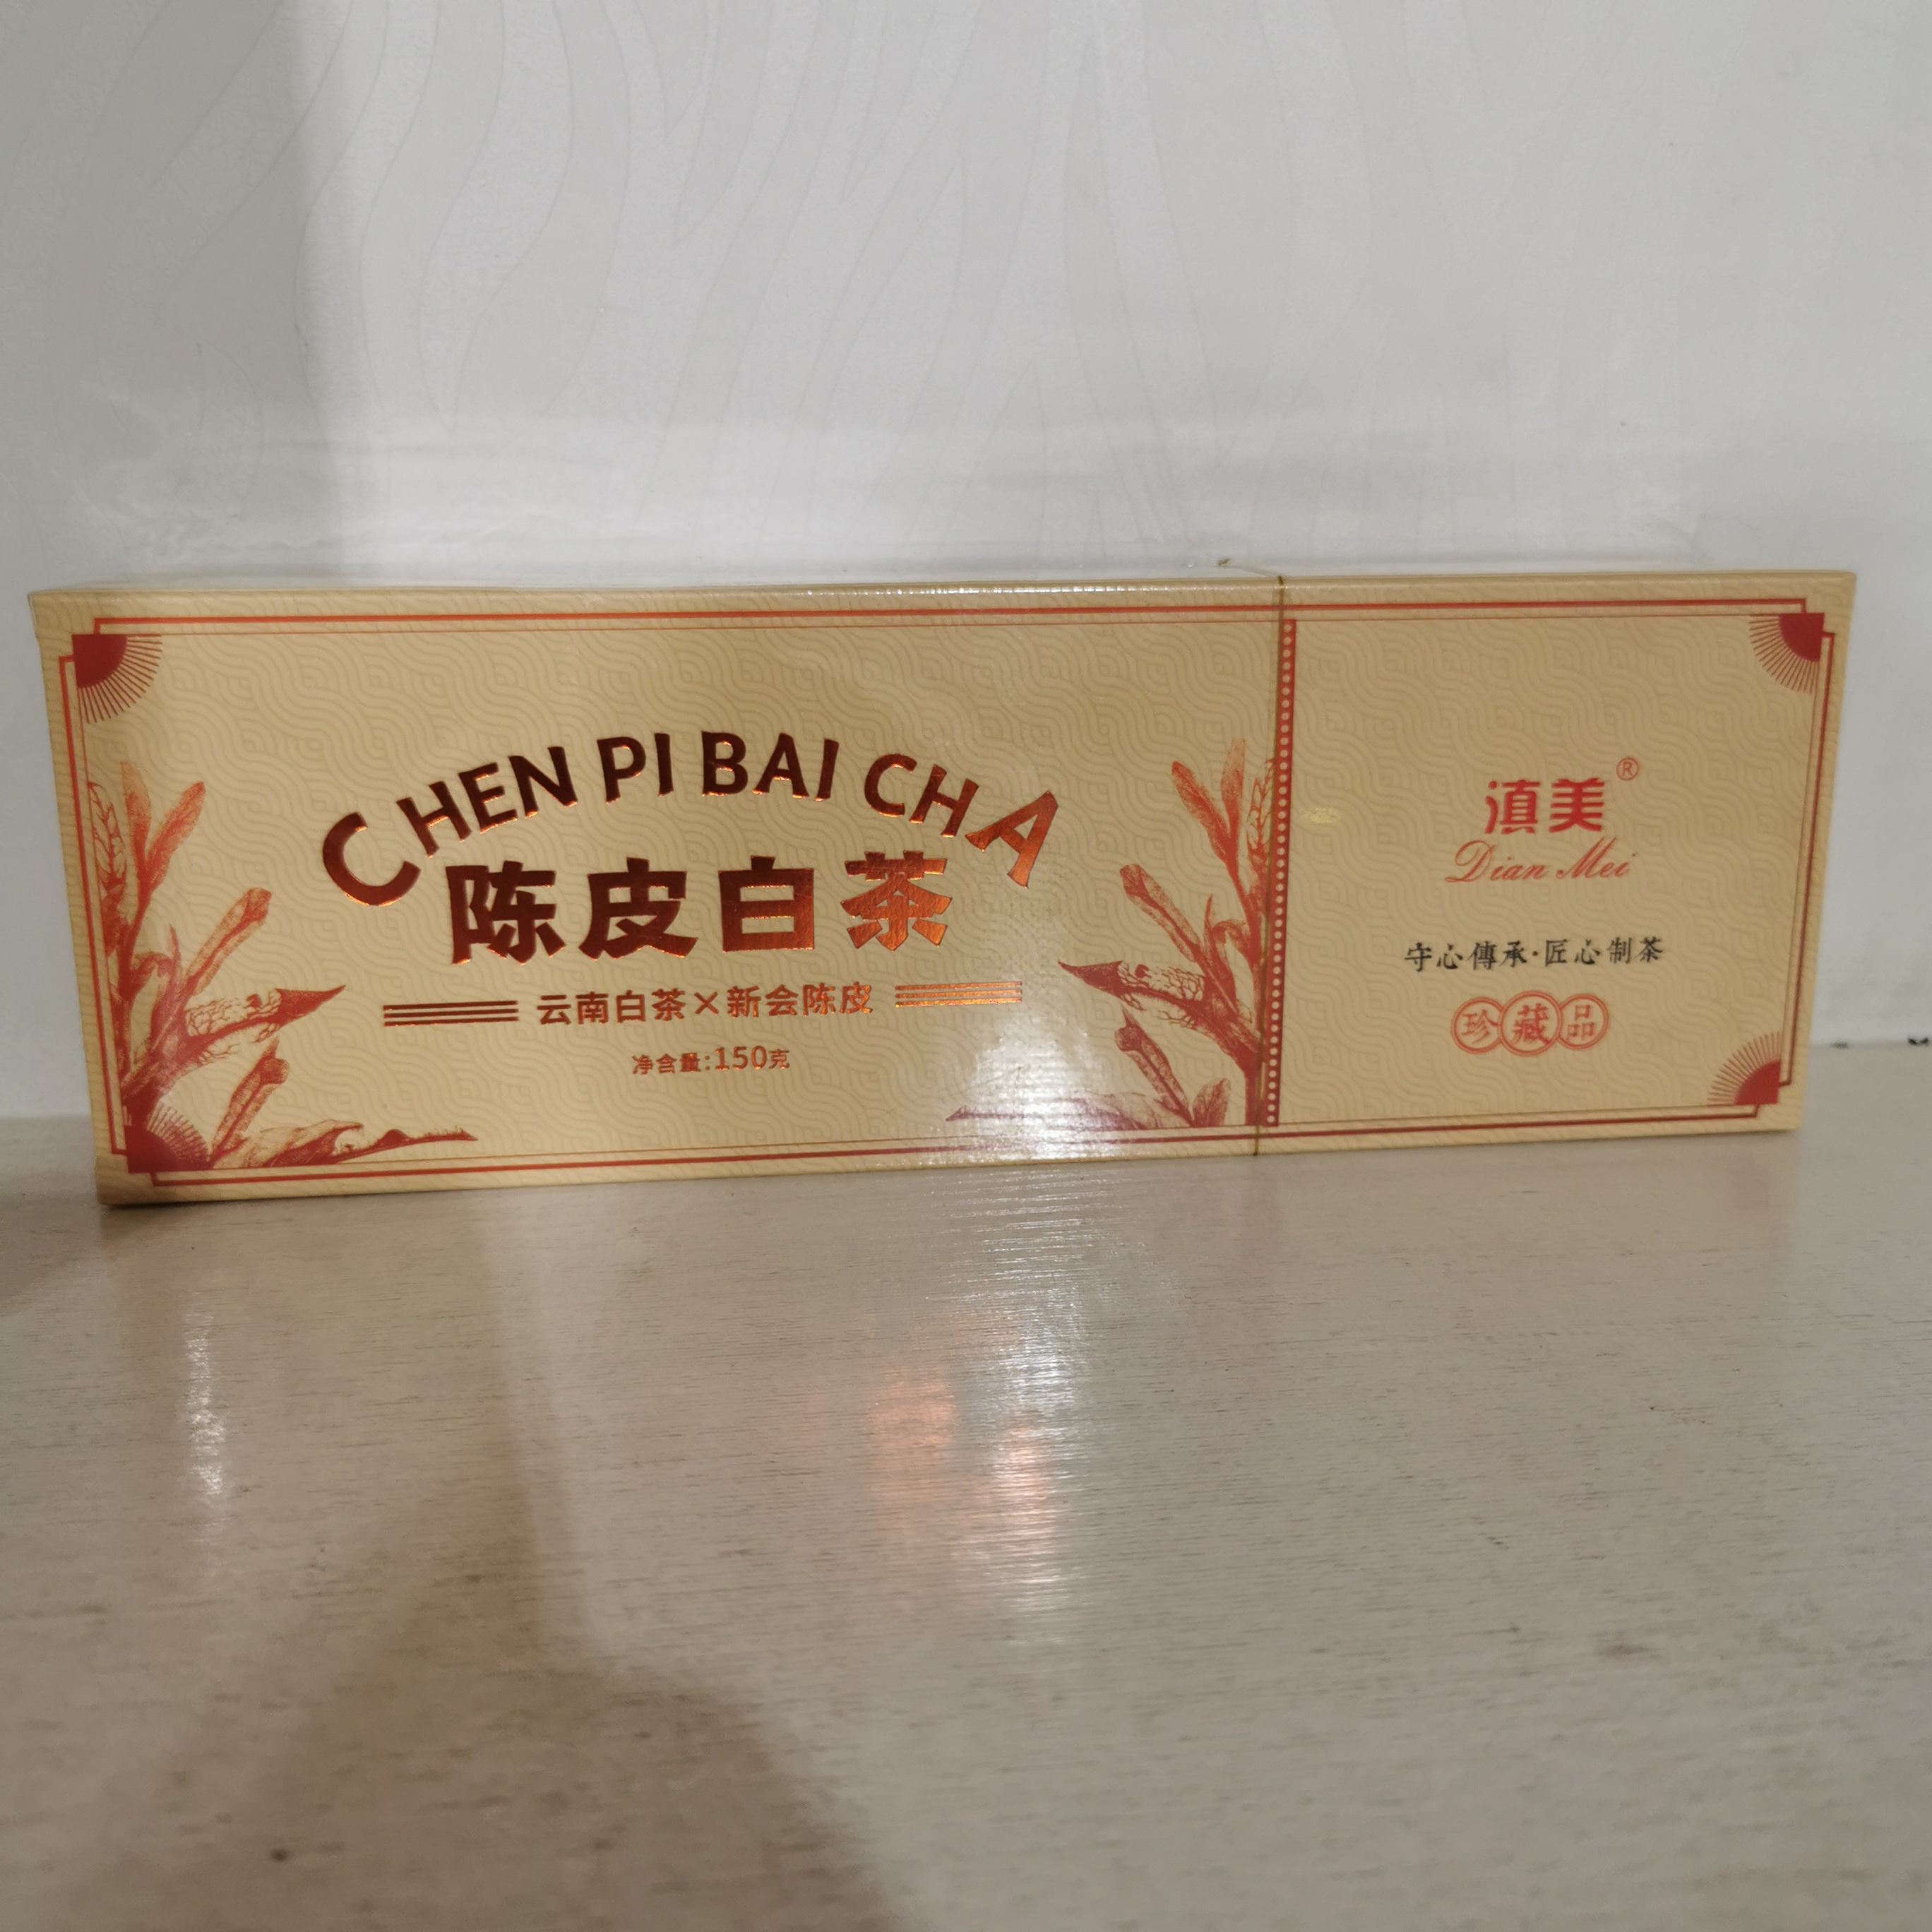 CHEN PI BAI CHA
陈皮白茶
云南白茶×新会陈皮
净含量:150克
滇美®
Dian Mei
守心傳承·匠心制茶
珍藏品